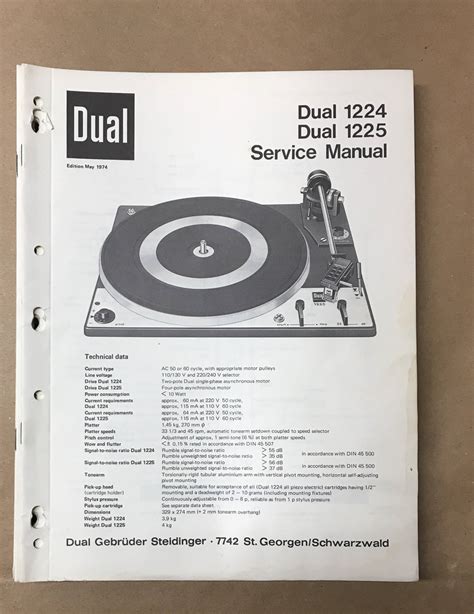 Dual
Edition May 1974
Dual 1224
Dual 1225
Service Manual
Dual
Technical data
Current type AC 50 or 60 cycle, with appropriate motor pulleys
Line voltage 110/130 V and 220/240 V selector
Drive Dual 1224 Two-pole Dual single-phase asynchronous motor
Drive Dual 1225 Four-pole asynchronous motor
Power consumption < 10 Watt
Current requirements approx. 60 mA at 220 V 50 cycle,
Dual 1224 approx. 115 mA at 110 V 60 cycle
Current requirements approx. 64 mA at 220 V 50 cycle,
Dual 1225 approx. 115 mA at 110 V 60 cycle
Platter 1,45 kg, 270 mm ø
Platter speeds 33 1/3 and 45 rpm, automatic tonearm setdown coupled to speed selection
Pitch control Adjustment of approx. 1 semi-tone (6 %) at both platter speeds
Wow and flutter in accordance with DIN 45 507
Signal-to-noise ratio Dual 1224 Rumble signal-to-noise ratio > 55 dB
Rumble unweighted signal-to-noise ratio > 35 dB in accordance with DIN 45 500
Signal-to-noise ratio Dual 1225 Rumble signal-to-noise ratio > 56 dB
Rumble unweighted signal-to-noise ratio > 37 dB in accordance with DIN 45 500
Tonearm Torsionally rigid tubular aluminium arm with vertical pivot mounting, horizontal self-adjusting
pivot mounting
Pick-up head Removable, suitable for acceptance of all (Dual 1224 all piezo electric) cartridges having 1/2"
(cartridge holder) mounting and a deadweight of 2 – 10 grams (including mounting fixtures)
Stylus pressure Continuously adjustable from 0 – 6 p, reliable as from 1 p stylus pressure
Pick-up cartridge See separate data sheet
Dimensions 329 x 274 mm (+ 2 mm tonearm overhang)
Weight Dual 1224 3,9 kg
Weight Dual 1225 4 kg
Dual Gebrüder Steidinger · 7742 St. Georgen/Schwarzwald